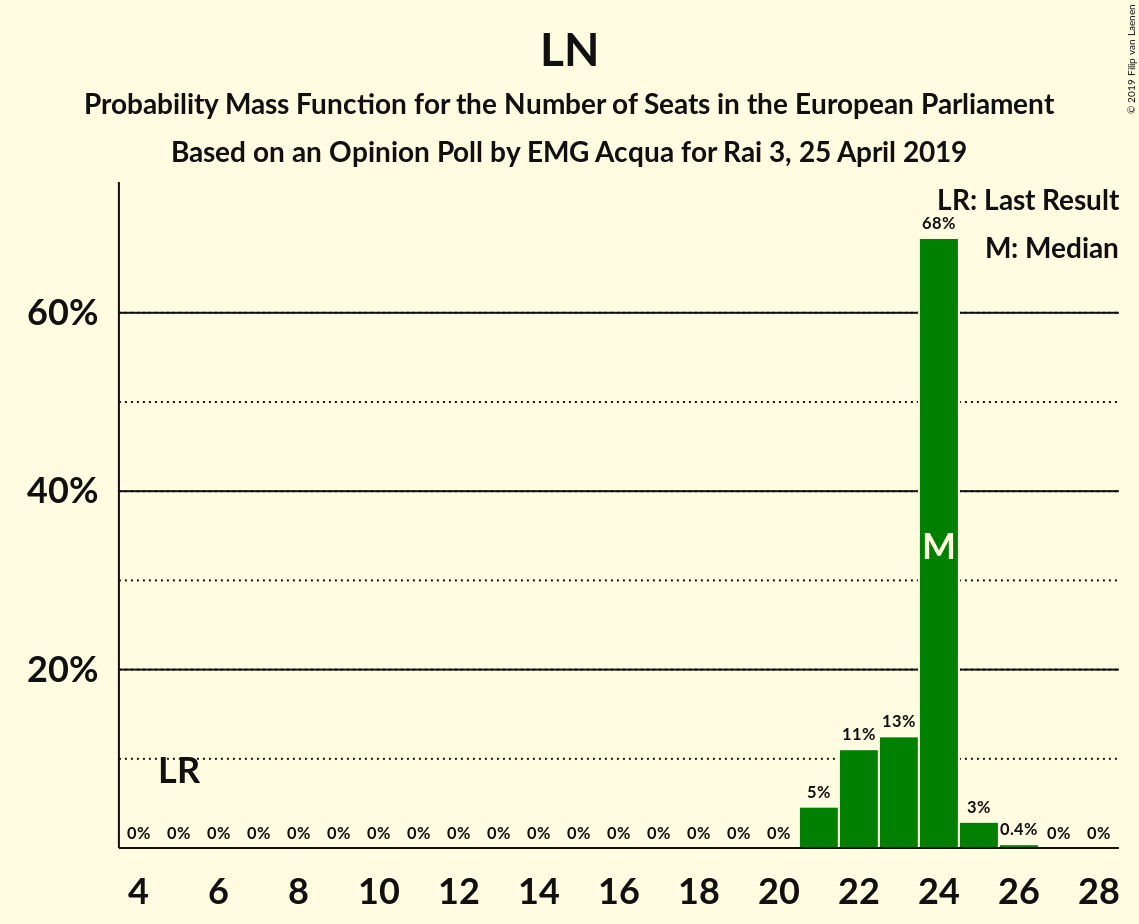 LN
Probability Mass Function for the Number of Seats in the European Parliament
Based on an Opinion Poll by EMG Acqua for Rai 3, 25 April 2019
© 2019 Filip van Laenen
LR: Last Result
M: Median
68%
60%
40%
M
20%
13%
11%
LR
5%
3%
0% 0% 0% 0% 0% 0% 0% 0% 0% 0% 0% 0% 0% 0% 0% 0% 0% 0.4% 0% 0%
4 6 8 10 12 14 16 18 20 22 24 26 28